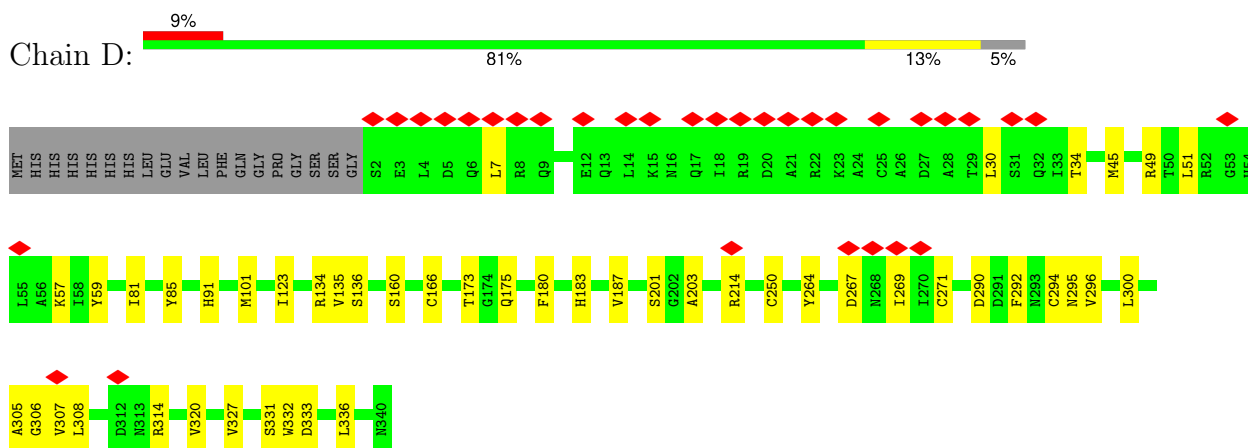 9%
Chain D:
81% 13% 5%
MET HIS HIS HIS HIS HIS HIS LEU GLU VAL LEU PHE GLN GLY PRO GLY SER SER GLY S2 E3 L4 D5 Q6 L7 R8 Q9 E12 Q13 L14 K15 N16 Q17 I18 R19 D20 A21 R22 K23 A24 C25 A26 D27 A28 T29 L30 S31 Q32 I33 T34 M45 R49 T50 L51 R52 G53 H54
L55 A56 K57 I58 Y59 I81 Y85 H91 M101 I123 R134 V135 S136 S160 C166 T173 G174 Q175 F180 H183 V187 S201 G202 A203 R214 C250 Y264 D267 N268 I269 I270 C271 D290 D291 F292 N293 C294 N295 V296 L300
A305 G306 V307 L308 D312 N313 R314 V320 V327 S331 W332 D333 L336 N340